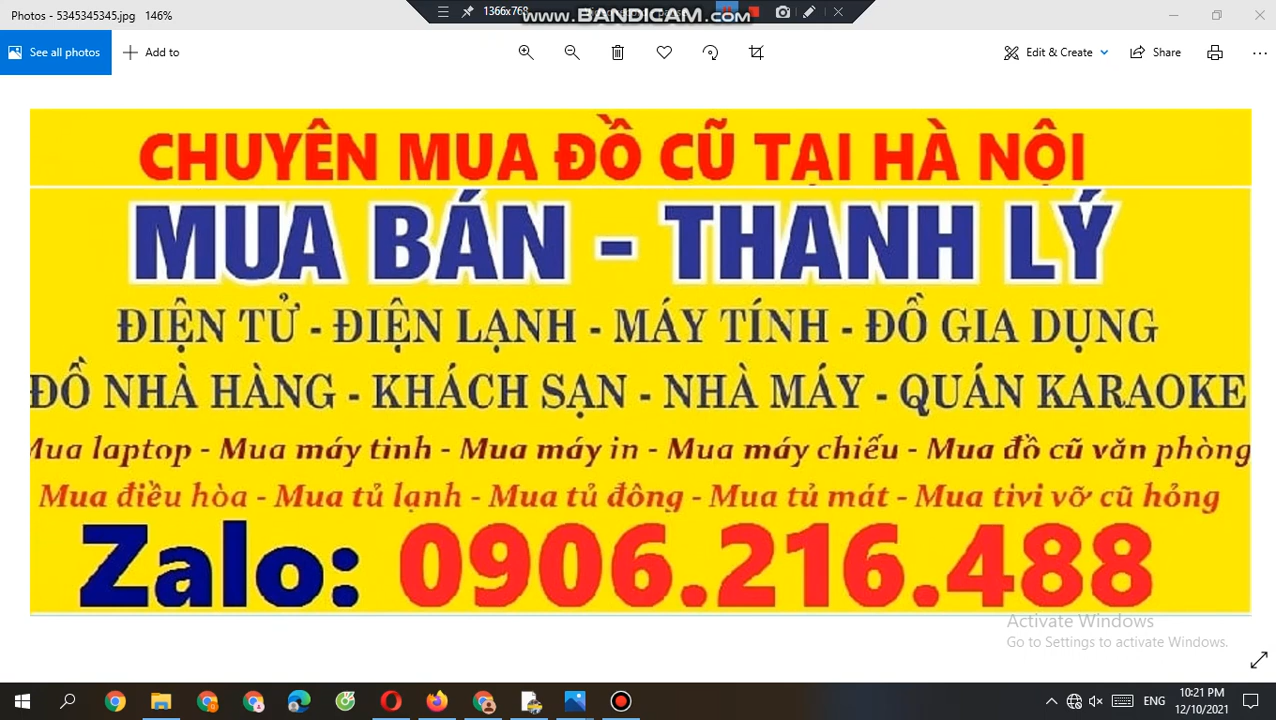 Photos - 5345345345.jpg 146%
1366x768
www.BANDICAM.com
See all photos
Add to
Edit & Create
Share
CHUYÊN MUA ĐỒ CŨ TẠI HÀ NỘI
MUA BÁN - THANH LÝ
ĐIỆN TỬ - ĐIỆN LẠNH - MÁY TÍNH - ĐỒ GIA DỤNG
ĐỒ NHÀ HÀNG - KHÁCH SẠN - NHÀ MÁY - QUÁN KARAOKE
Mua laptop - Mua máy tinh - Mua máy in - Mua máy chiếu - Mua đồ cũ văn phòng
Mua điều hòa - Mua tủ lạnh - Mua tủ đông - Mua tủ mát - Mua tivi vỡ cũ hỏng
Zalo: 0906.216.488
Activate Windows
Go to Settings to activate Windows.
ENG
10:21 PM
12/10/2021